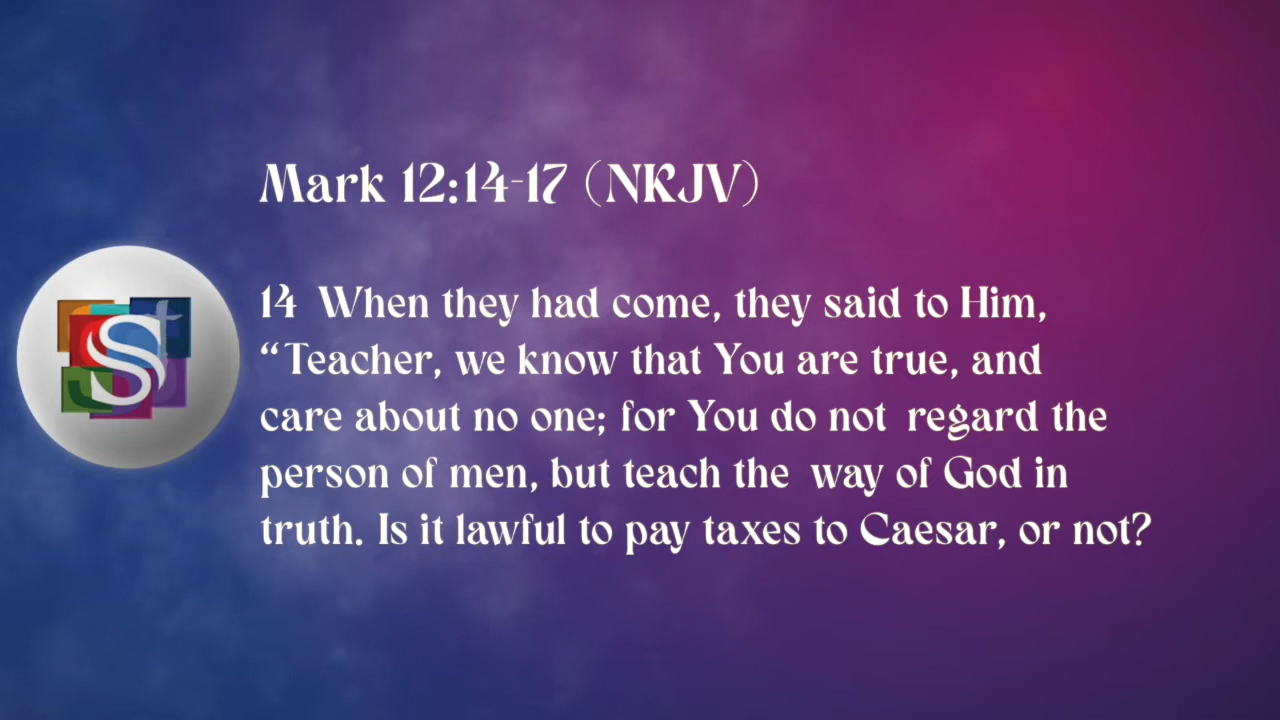 Mark 12:14-17 (NKJV)
14 When they had come, they said to Him,
“Teacher, we know that You are true, and
care about no one; for You do not regard the
person of men, but teach the way of God in
truth. Is it lawful to pay taxes to Caesar, or not?